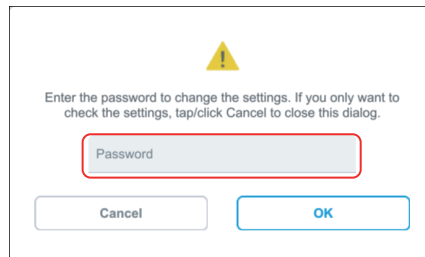 Enter the password to change the settings. If you only want to
check the settings, tap/click Cancel to close this dialog.
Password
Cancel OK